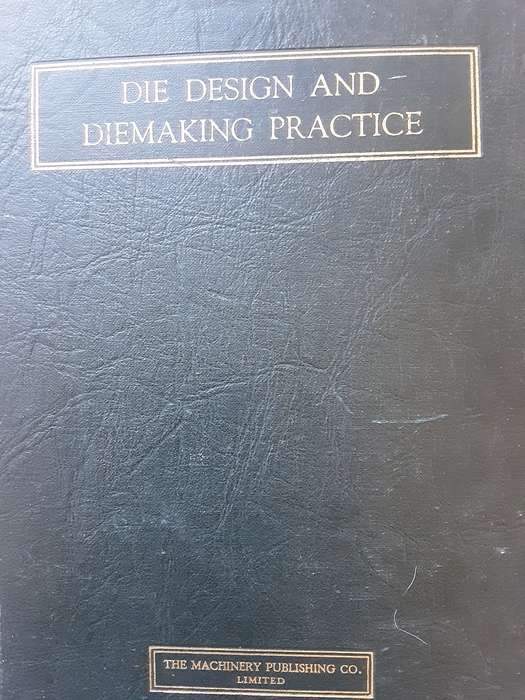 DIE DESIGN AND
DIEMAKING PRACTICE
THE MACHINERY PUBLISHING CO.
LIMITED